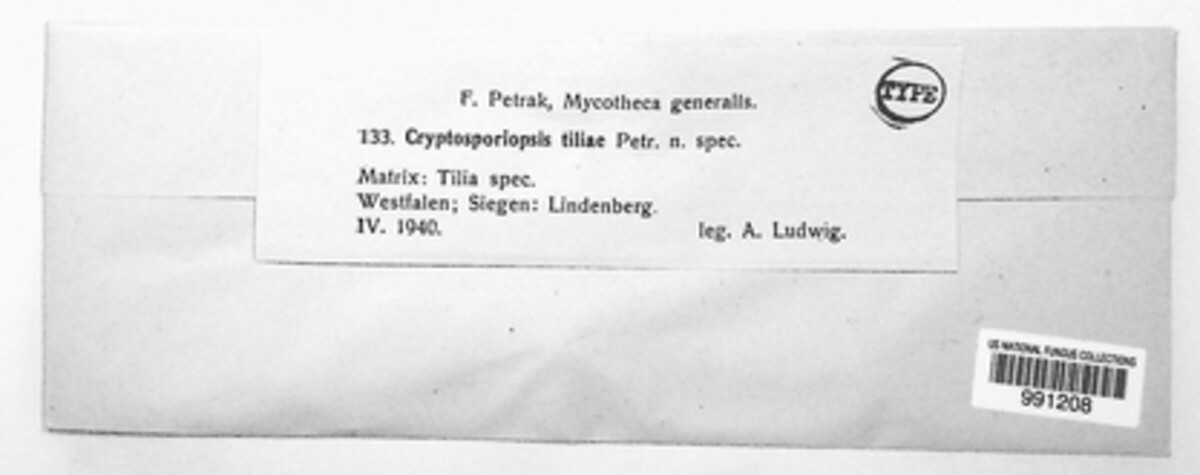 F. Petrak, Mycotheca generalis.
TYPE
133. Cryptosporiopsis tiliae Petr. n. spec.
Matrix: Tilia spec.
Westfalen; Siegen: Lindenberg.
IV. 1940. leg. A. Ludwig.
US NATIONAL FUNGUS COLLECTIONS
991208